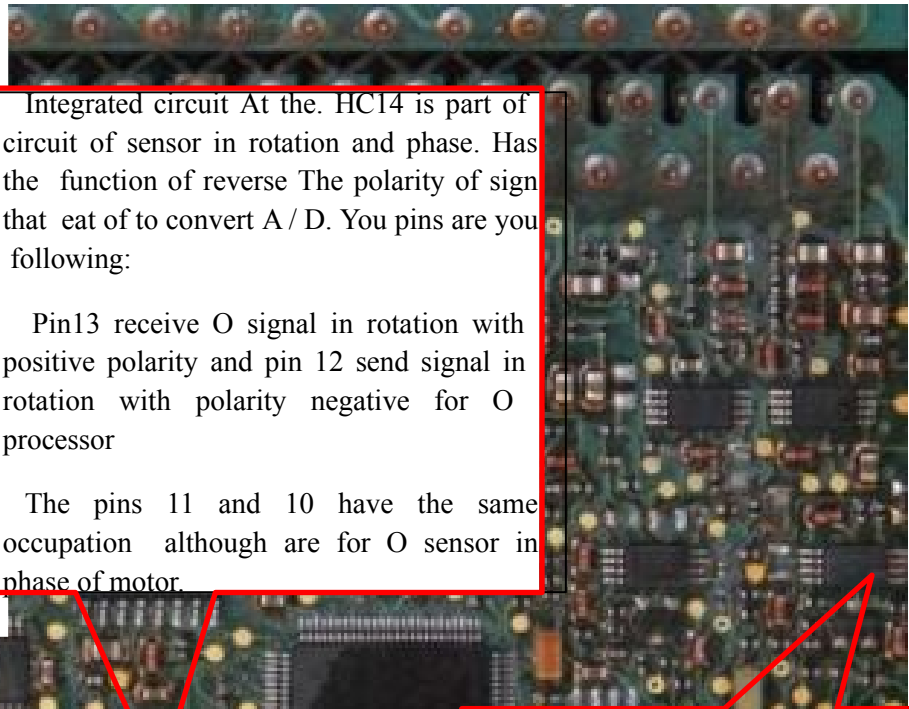 Integrated circuit At the. HC14 is part of
circuit of sensor in rotation and phase. Has
the function of reverse The polarity of sign
that eat of to convert A / D. You pins are you
following:
Pin13 receive O signal in rotation with
positive polarity and pin 12 send signal in
rotation with polarity negative for O
processor
The pins 11 and 10 have the same
occupation although are for O sensor in
phase of motor.